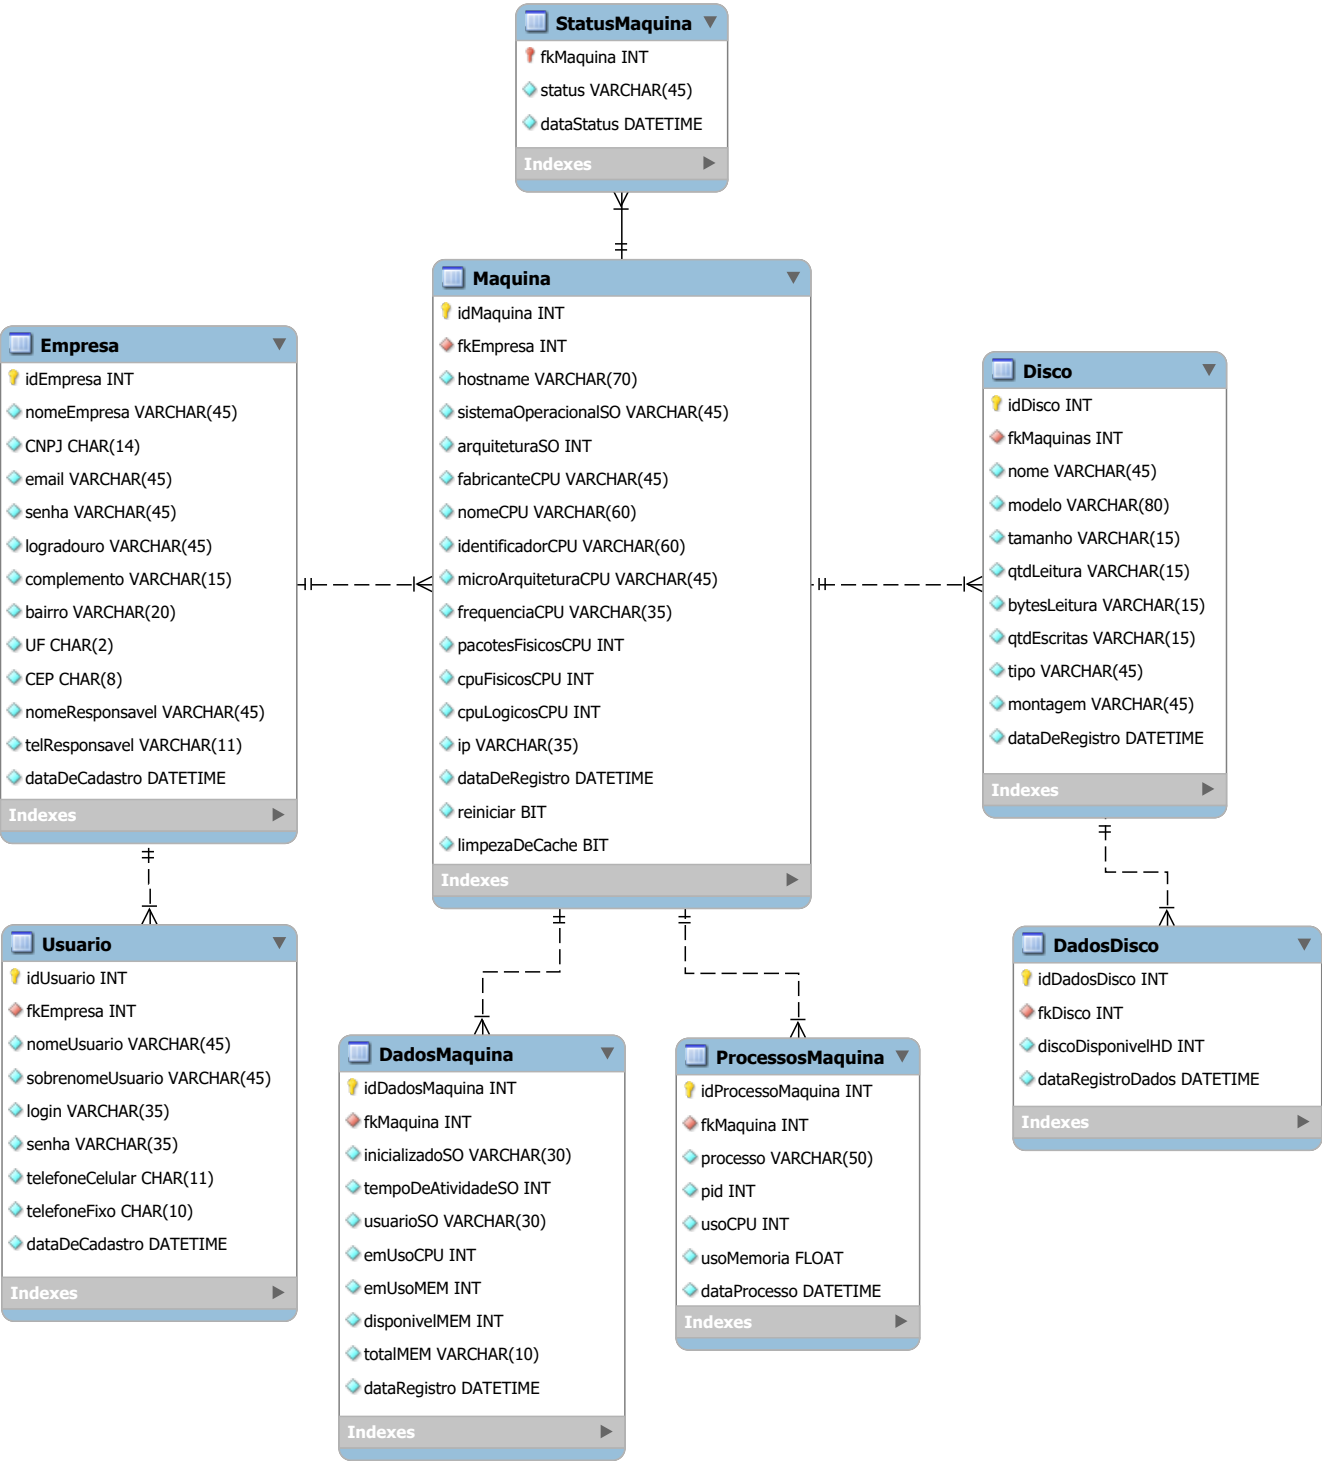 StatusMaquina
fkMaquina INT
status VARCHAR(45)
dataStatus DATETIME
Indexes
Maquina
idMaquina INT
fkEmpresa INT
hostname VARCHAR(70)
sistemaOperacionalSO VARCHAR(45)
arquiteturaSO INT
fabricanteCPU VARCHAR(45)
nomeCPU VARCHAR(60)
identificadorCPU VARCHAR(60)
microArquiteturaCPU VARCHAR(45)
frequenciaCPU VARCHAR(35)
pacotesFisicosCPU INT
cpuFisicosCPU INT
cpuLogicosCPU INT
ip VARCHAR(35)
dataDeRegistro DATETIME
reiniciar BIT
limpezaDeCache BIT
Indexes
Empresa
idEmpresa INT
nomeEmpresa VARCHAR(45)
CNPJ CHAR(14)
email VARCHAR(45)
senha VARCHAR(45)
logradouro VARCHAR(45)
complemento VARCHAR(15)
bairro VARCHAR(20)
UF CHAR(2)
CEP CHAR(8)
nomeResponsavel VARCHAR(45)
telResponsavel VARCHAR(11)
dataDeCadastro DATETIME
Indexes
Disco
idDisco INT
fkMaquinas INT
nome VARCHAR(45)
modelo VARCHAR(80)
tamanho VARCHAR(15)
qtdLeitura VARCHAR(15)
bytesLeitura VARCHAR(15)
qtdEscritas VARCHAR(15)
tipo VARCHAR(45)
montagem VARCHAR(45)
dataDeRegistro DATETIME
Indexes
Usuario
idUsuario INT
fkEmpresa INT
nomeUsuario VARCHAR(45)
sobrenomeUsuario VARCHAR(45)
login VARCHAR(35)
senha VARCHAR(35)
telefoneCelular CHAR(11)
telefoneFixo CHAR(10)
dataDeCadastro DATETIME
Indexes
DadosMaquina
idDadosMaquina INT
fkMaquina INT
inicializadoSO VARCHAR(30)
tempoDeAtividadeSO INT
usuarioSO VARCHAR(30)
emUsoCPU INT
emUsoMEM INT
disponivelMEM INT
totalMEM VARCHAR(10)
dataRegistro DATETIME
Indexes
ProcessosMaquina
idProcessoMaquina INT
fkMaquina INT
processo VARCHAR(50)
pid INT
usoCPU INT
usoMemoria FLOAT
dataProcesso DATETIME
Indexes
DadosDisco
idDadosDisco INT
fkDisco INT
discoDisponivelHD INT
dataRegistroDados DATETIME
Indexes